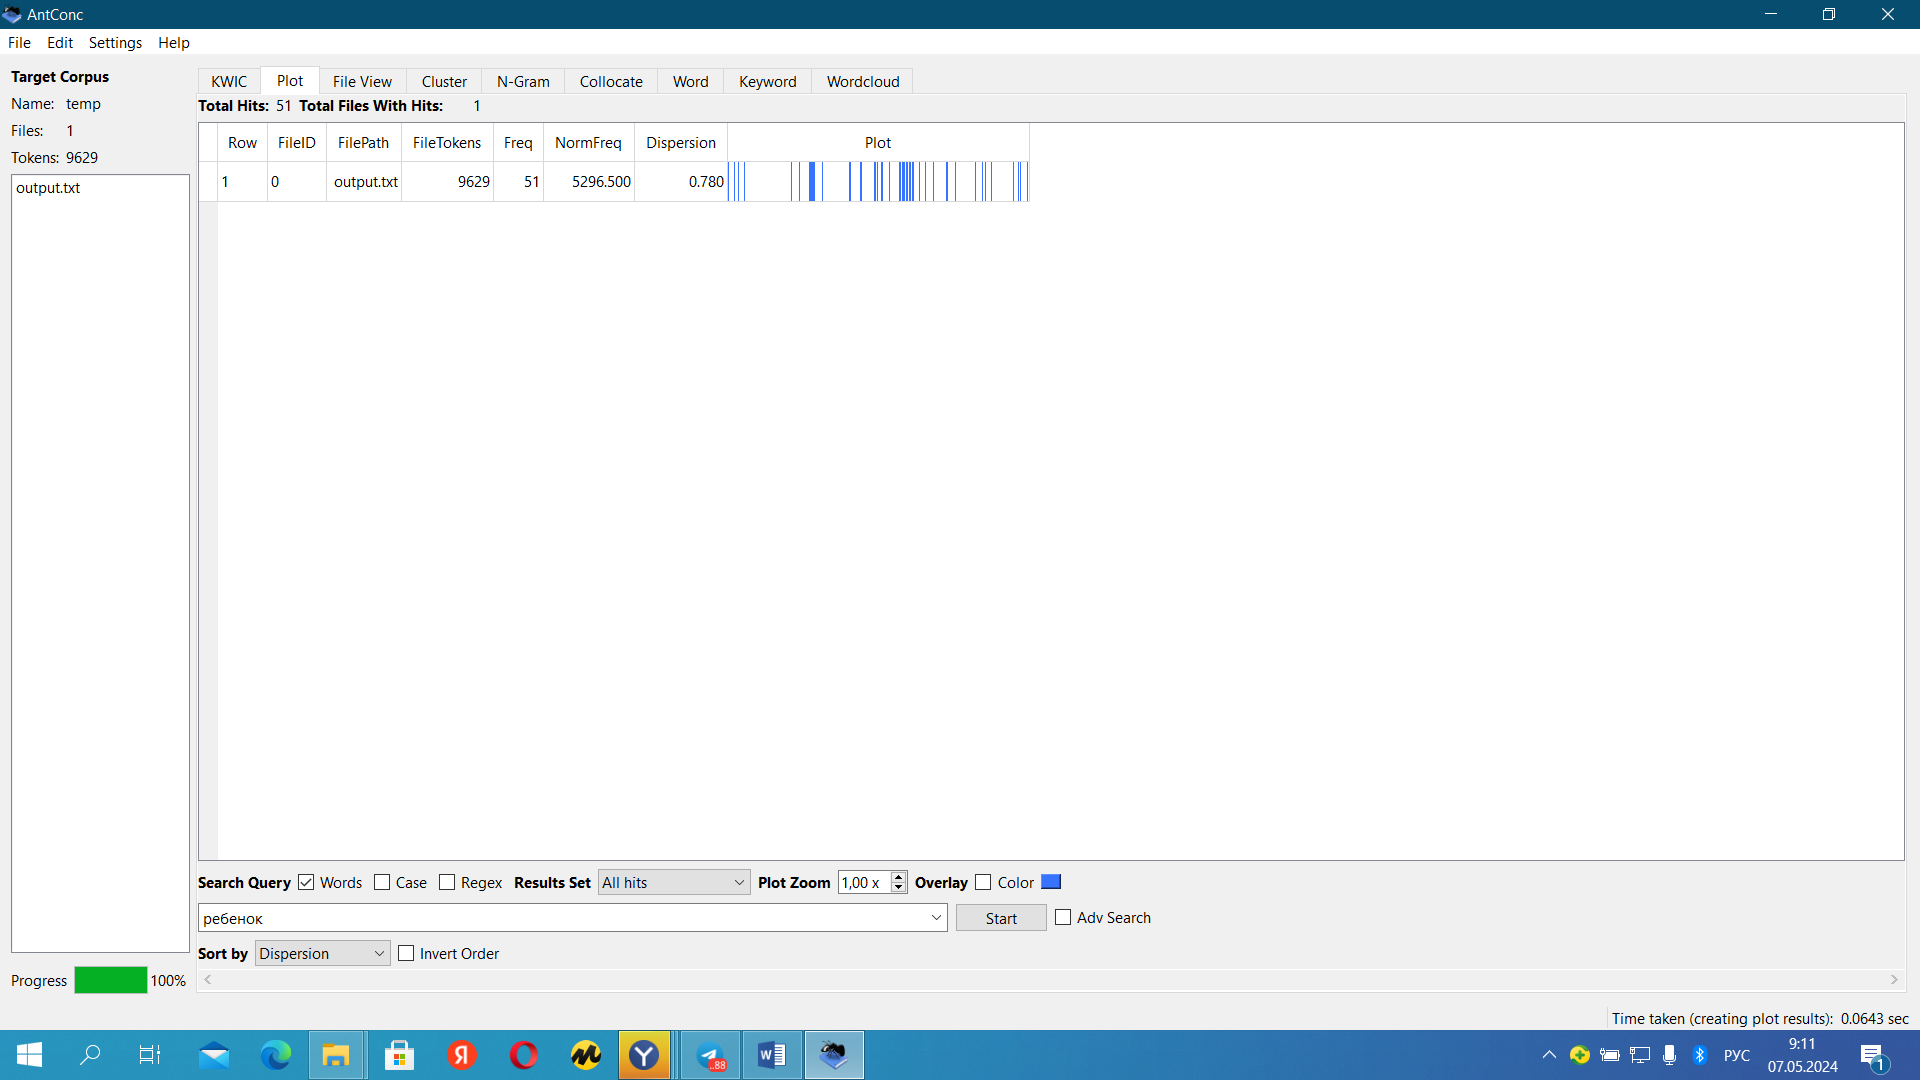 AntConc
File Edit Settings Help
Target Corpus
Name: temp
Files: 1
Tokens: 9629
output.txt
Progress 100%
KWIC Plot File View Cluster N-Gram Collocate Word Keyword Wordcloud
Total Hits: 51 Total Files With Hits: 1
Row FileID FilePath FileTokens Freq NormFreq Dispersion Plot
1 0 output.txt 9629 51 5296.500 0.780
Search Query Words Case Regex Results Set All hits Plot Zoom 1,00 x Overlay Color
ребенок Start Adv Search
Sort by Dispersion Invert Order
Time taken (creating plot results): 0.0643 sec
Я Y ..88 W РУС 9:11
07.05.2024 1